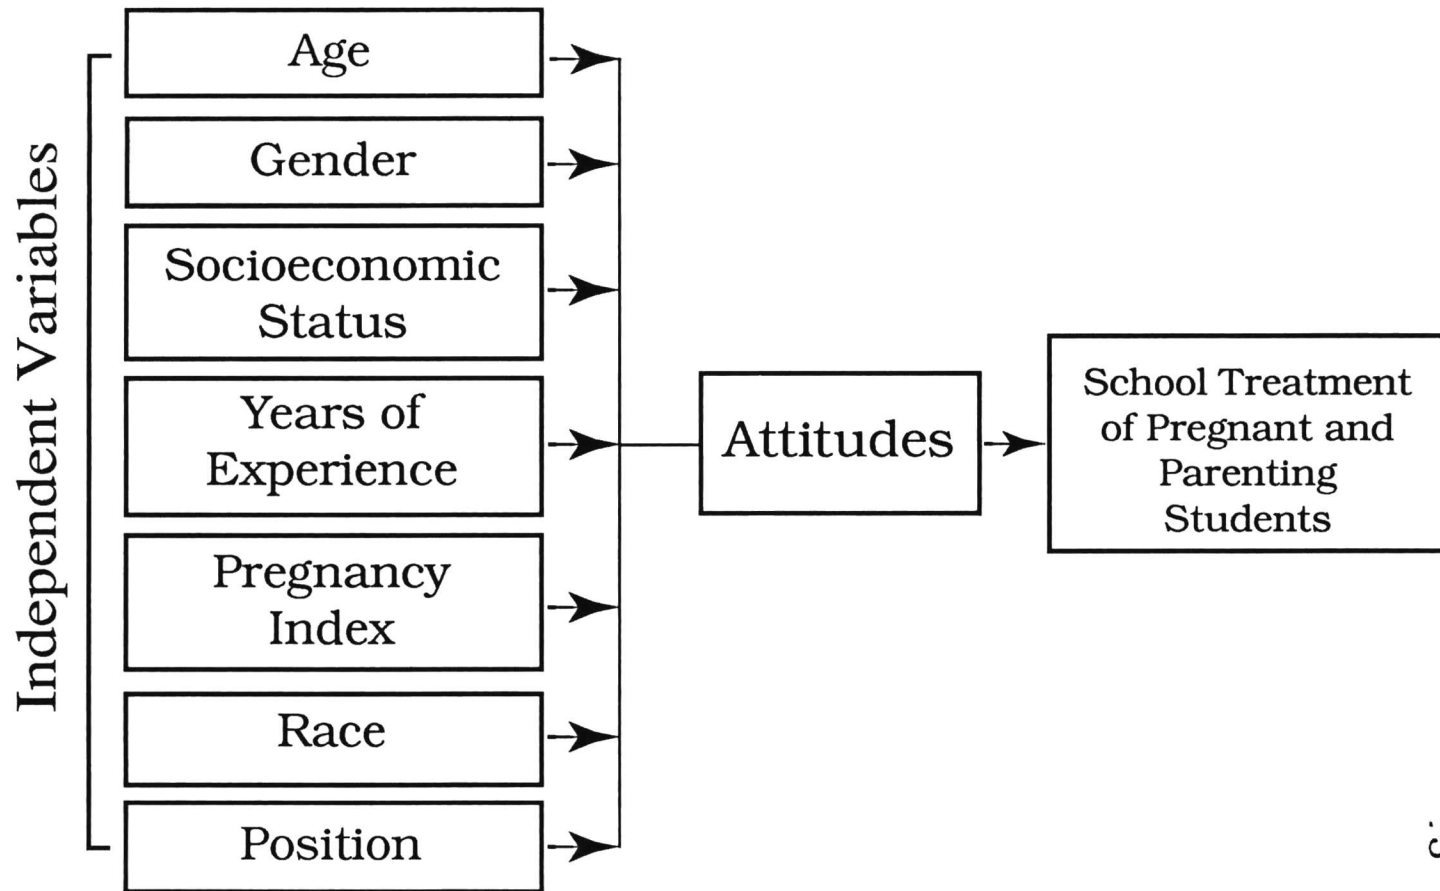 Independent Variables
Age
Gender
Socioeconomic
Status
Years of
Experience
Pregnancy
Index
Race
Position
Attitudes
School Treatment
of Pregnant and
Parenting
Students